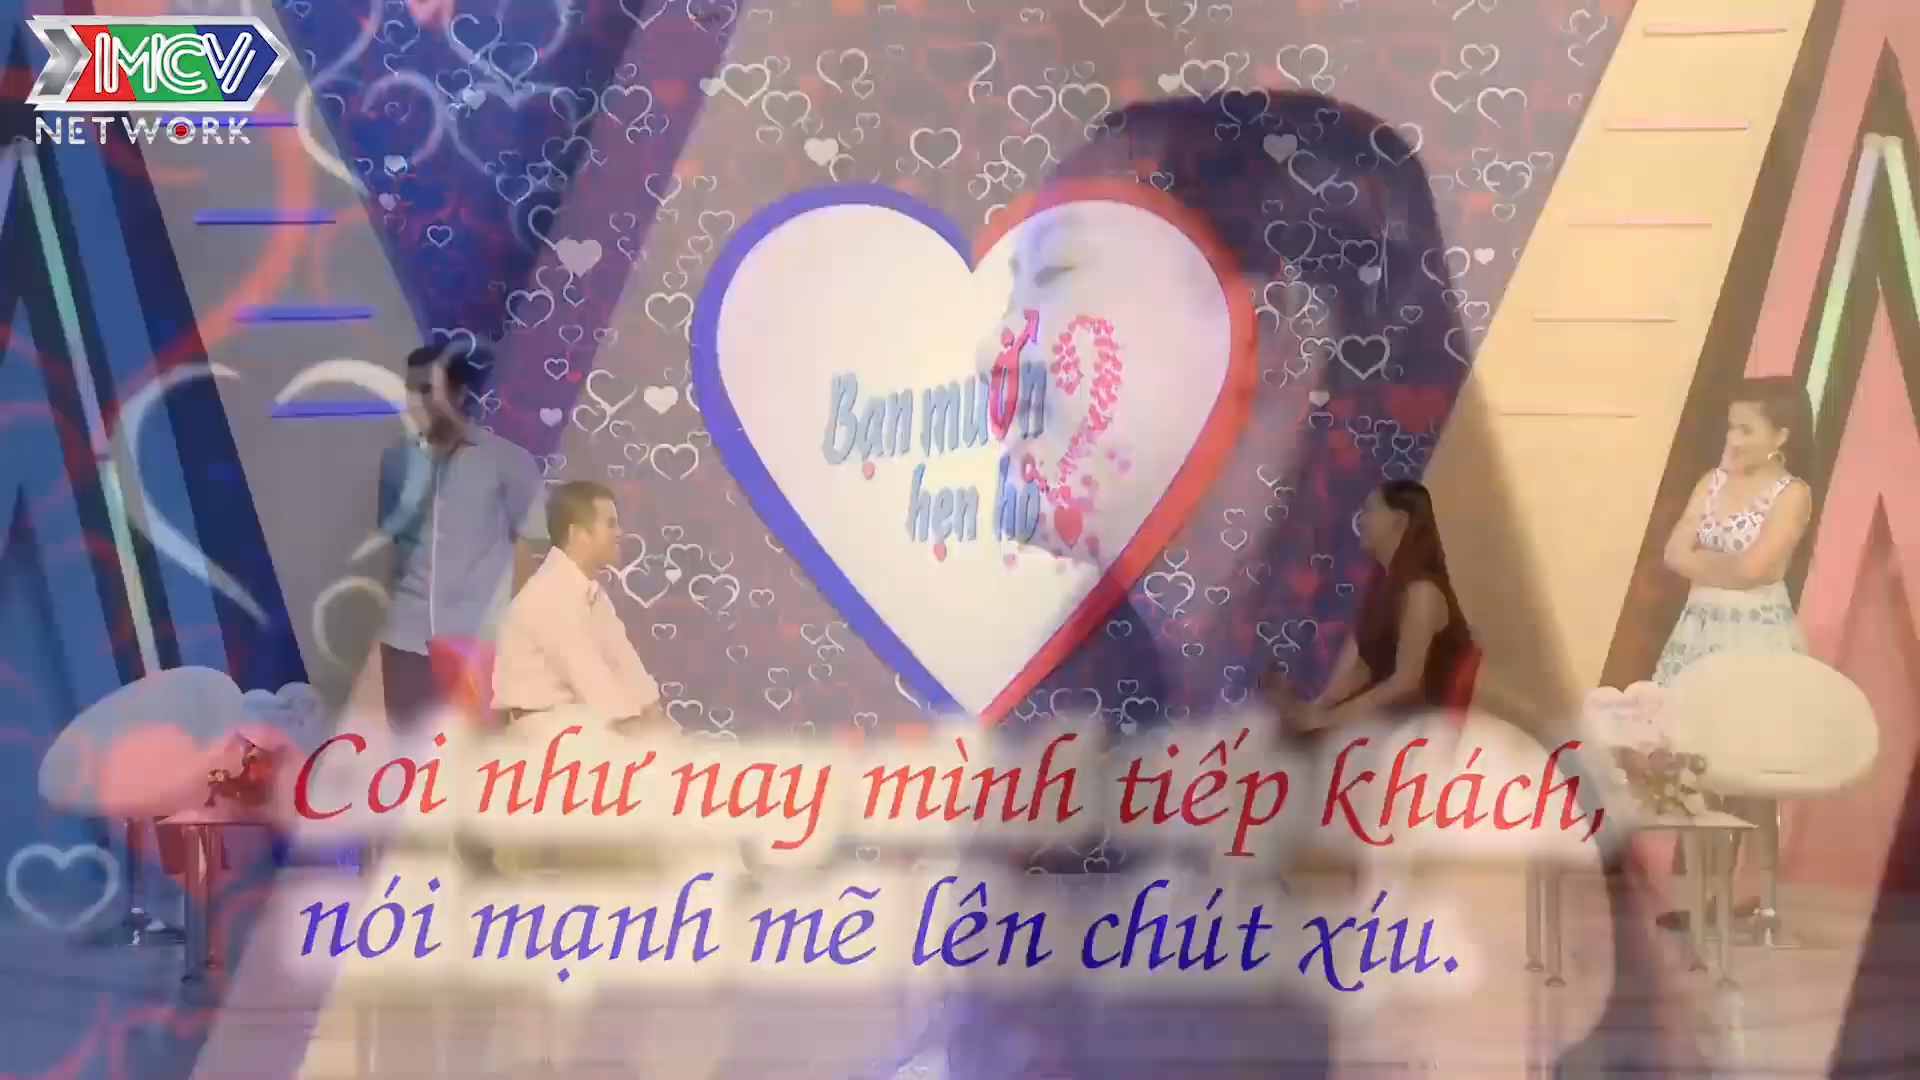 MCV
NETWORK
Bạn muốn
hẹn hò
Coi như nay mình tiếp khách,
nói mạnh mẽ lên chút xíu.